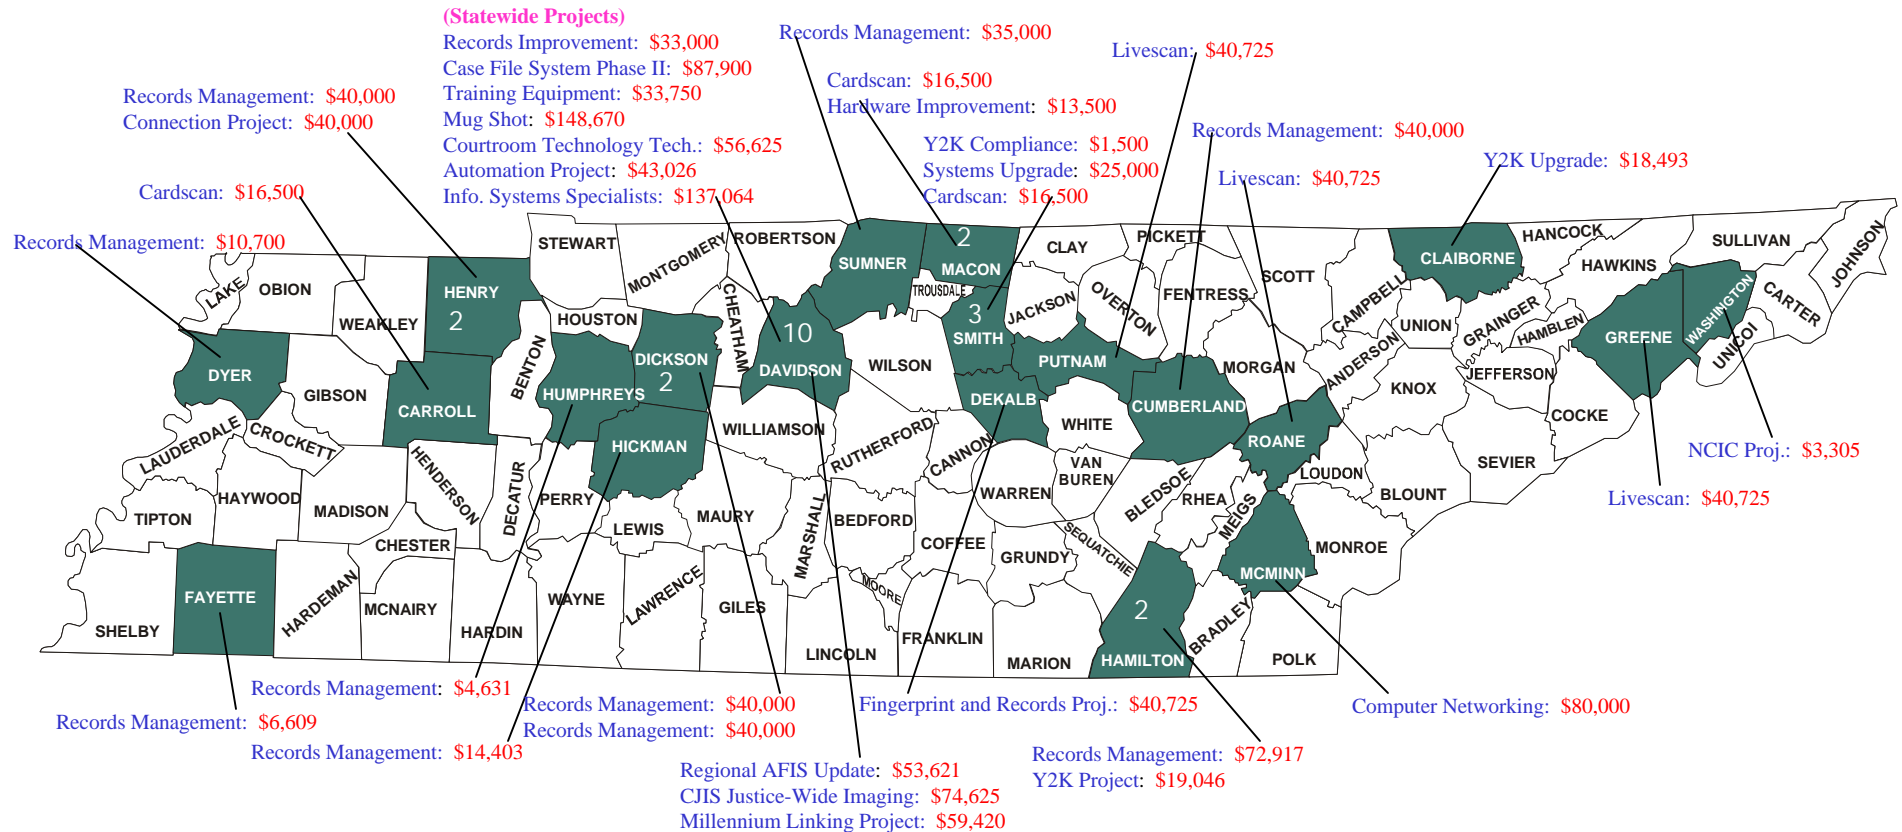 (Statewide Projects)
Records Improvement: $33,000
Case File System Phase II: $87,900
Training Equipment: $33,750
Mug Shot: $148,670
Courtroom Technology Tech.: $56,625
Automation Project: $43,026
Info. Systems Specialists: $137,064
Records Management: $35,000
Cardscan: $16,500
Hardware Improvement: $13,500
Y2K Compliance: $1,500
Systems Upgrade: $25,000
Cardscan: $16,500
Livescan: $40,725
Records Management: $40,000
Livescan: $40,725
Y2K Upgrade: $18,493
Records Management: $40,000
Connection Project: $40,000
Cardscan: $16,500
Records Management: $10,700
LAKE
OBION
WEAKLEY
HENRY
2
STEWART
MONTGOMERY
ROBERTSON
SUMNER
2
MACON
TROUSDALE
CLAY
PICKETT
SCOTT
CAMPBELL
CLAIBORNE
HANCOCK
HAWKINS
SULLIVAN
JOHNSON
CARTER
WASHINGTON
UNICOI
GREENE
HAMBLEN
GRAINGER
UNION
ANDERSON
MORGAN
FENTRESS
OVERTON
JACKSON
3
SMITH
PUTNAM
WILSON
10
DAVIDSON
CHEATHAM
DICKSON
2
HOUSTON
HUMPHREYS
BENTON
CARROLL
GIBSON
DYER
LAUDERDALE
CROCKETT
HAYWOOD
TIPTON
MADISON
HENDERSON
DECATUR
PERRY
HICKMAN
WILLIAMSON
RUTHERFORD
CANNON
DEKALB
WHITE
CUMBERLAND
ROANE
KNOX
JEFFERSON
COCKE
SEVIER
BLOUNT
LOUDON
RHEA
MEIGS
BLEDSOE
VAN
BUREN
WARREN
COFFEE
BEDFORD
MARSHALL
MAURY
LEWIS
CHESTER
SHELBY
FAYETTE
HARDEMAN
MCNAIRY
HARDIN
WAYNE
LAWRENCE
GILES
LINCOLN
MOORE
FRANKLIN
GRUNDY
SEQUATCHIE
MARION
2
HAMILTON
BRADLEY
MCMINN
MONROE
POLK
NCIC Proj.: $3,305
Livescan: $40,725
Records Management: $4,631
Records Management: $6,609
Records Management: $14,403
Records Management: $40,000
Records Management: $40,000
Fingerprint and Records Proj.: $40,725
Computer Networking: $80,000
Records Management: $72,917
Y2K Project: $19,046
Regional AFIS Update: $53,621
CJIS Justice-Wide Imaging: $74,625
Millennium Linking Project: $59,420